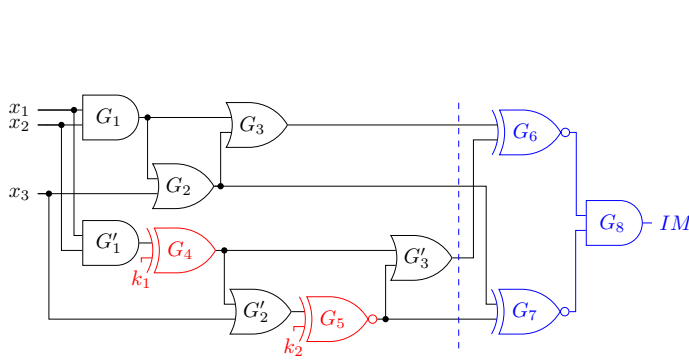 x₁
x₂
G₁
G₃
G₆
G₂
x₃
G₈
IM
G′₁
G₄
G′₃
k₁
G′₂
G₅
G₇
k₂